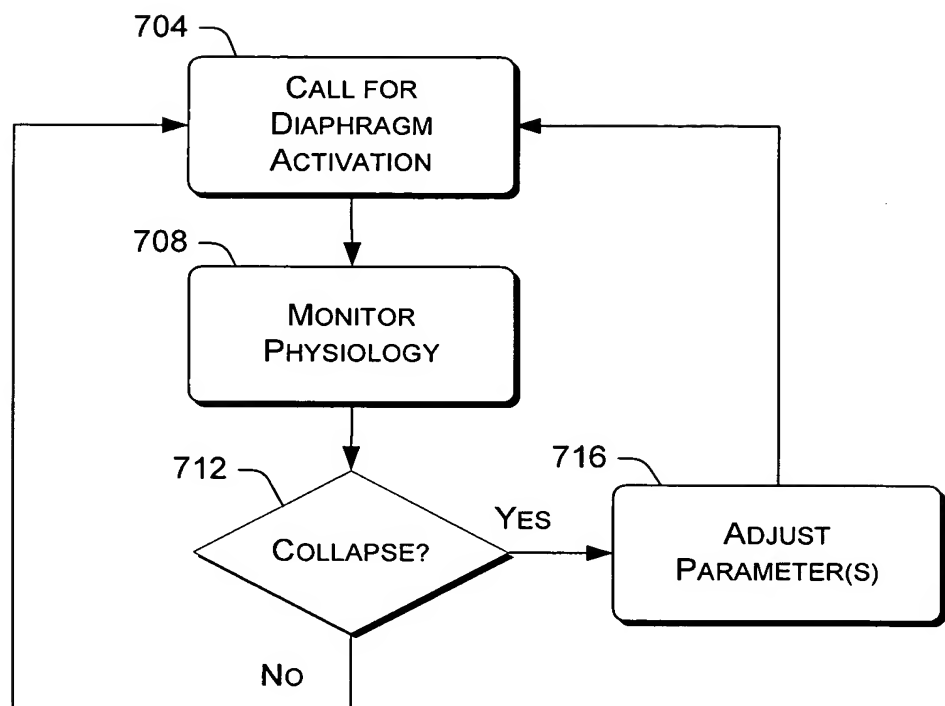 704
CALL FOR
DIAPHRAGM
ACTIVATION
708
MONITOR
PHYSIOLOGY
712
COLLAPSE?
YES
716
ADJUST
PARAMETER(S)
NO